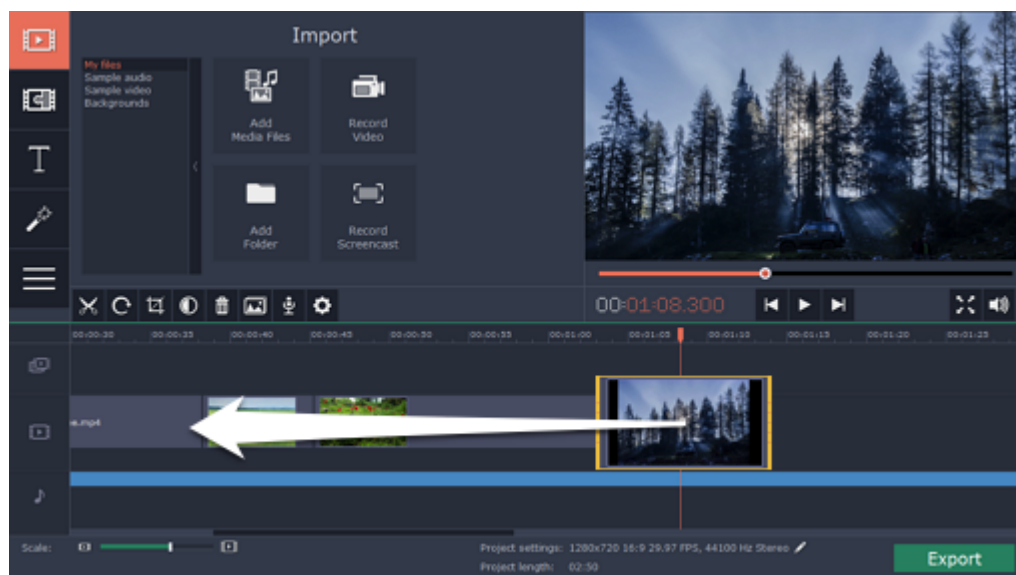 Import
My files
Sample audio
Sample video
Backgrounds
Add
Media Files
Record
Video
Add
Folder
Record
Screencast
T
00:01:08.300
00:00:30 00:00:35 00:00:40 00:00:45 00:00:50 00:00:55 00:01:00 00:01:05 00:01:10 00:01:15 00:01:20 00:01:25
e.mp4
Scale:
Project settings: 1280x720 16:9 29.97 FPS, 44100 Hz Stereo
Project length: 02:50
Export